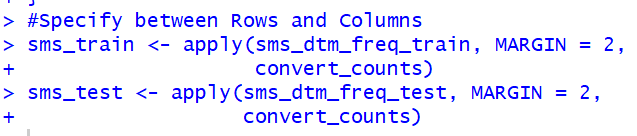 > #Specify between Rows and Columns
> sms_train <- apply(sms_dtm_freq_train, MARGIN = 2,
+                    convert_counts)
> sms_test <- apply(sms_dtm_freq_test, MARGIN = 2,
+                   convert_counts)